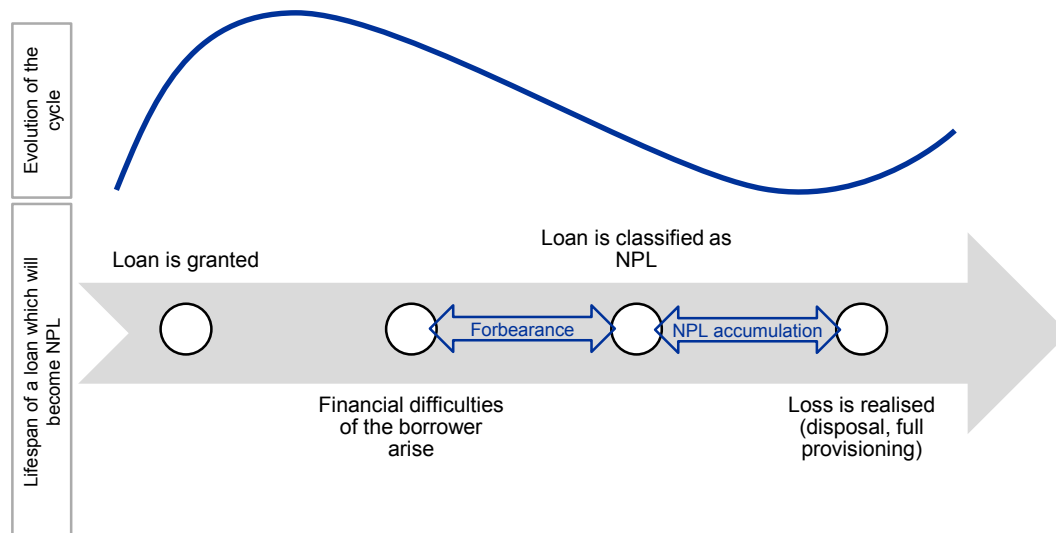 Evolution of the
cycle
Lifespan of a loan which will
become NPL
Loan is granted
Loan is classified as
NPL
Forbearance
NPL accumulation
Financial difficulties
of the borrower
arise
Loss is realised
(disposal, full
provisioning)